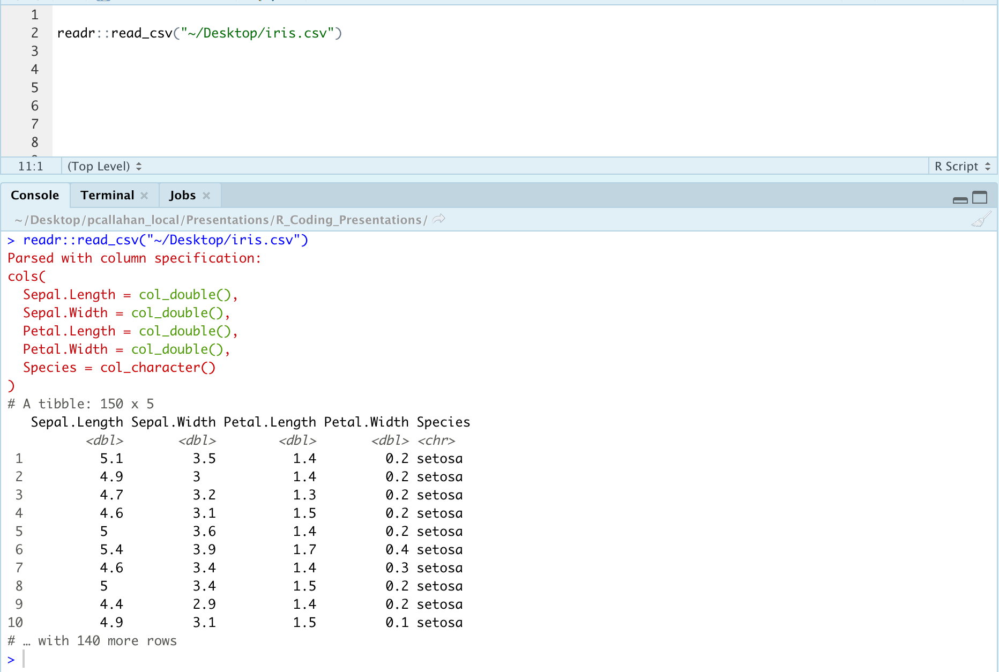 1
2 readr::read_csv("~/Desktop/iris.csv")
3
4
5
6
7
8
11:1 (Top Level) R Script
Console Terminal Jobs
~/Desktop/pcallahan_local/Presentations/R_Coding_Presentations/
> readr::read_csv("~/Desktop/iris.csv")
Parsed with column specification:
cols(
  Sepal.Length = col_double(),
  Sepal.Width = col_double(),
  Petal.Length = col_double(),
  Petal.Width = col_double(),
  Species = col_character()
)
# A tibble: 150 x 5
   Sepal.Length Sepal.Width Petal.Length Petal.Width Species
          <dbl>       <dbl>        <dbl>       <dbl> <chr>
 1          5.1         3.5          1.4         0.2 setosa
 2          4.9         3            1.4         0.2 setosa
 3          4.7         3.2          1.3         0.2 setosa
 4          4.6         3.1          1.5         0.2 setosa
 5          5           3.6          1.4         0.2 setosa
 6          5.4         3.9          1.7         0.4 setosa
 7          4.6         3.4          1.4         0.3 setosa
 8          5           3.4          1.5         0.2 setosa
 9          4.4         2.9          1.4         0.2 setosa
10          4.9         3.1          1.5         0.1 setosa
# … with 140 more rows
>